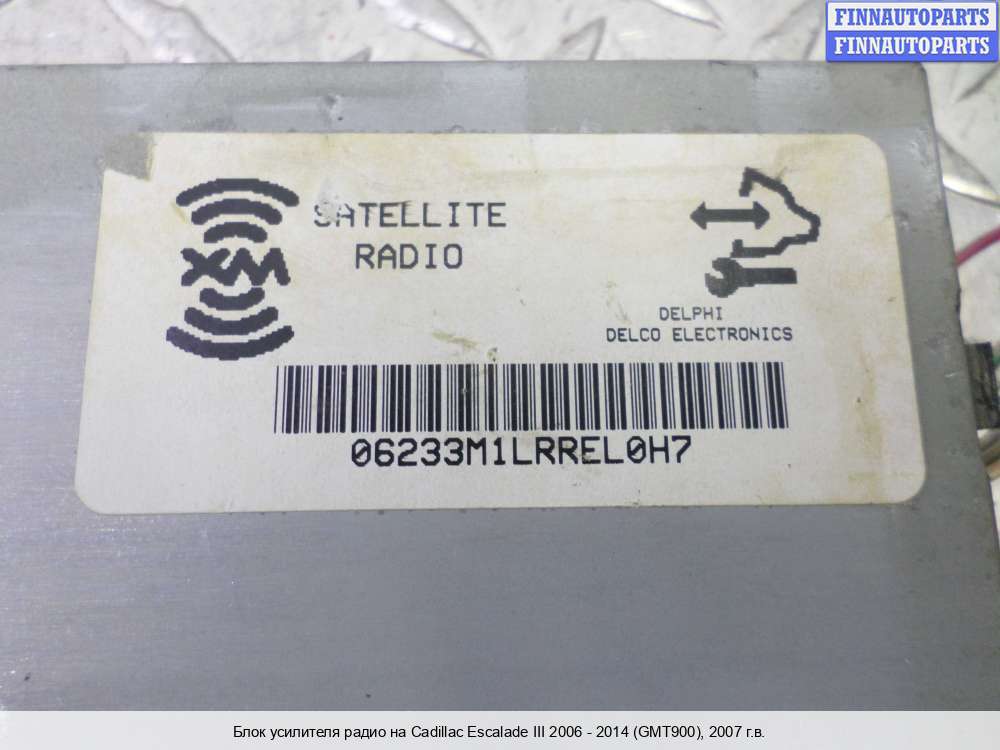 FINNAUTOPARTS
FINNAUTOPARTS
SATELLITE
RADIO
XM
DELPHI
DELCO ELECTRONICS
06233M1LRREL0H7
Блок усилителя радио на Cadillac Escalade III 2006 - 2014 (GMT900), 2007 г.в.